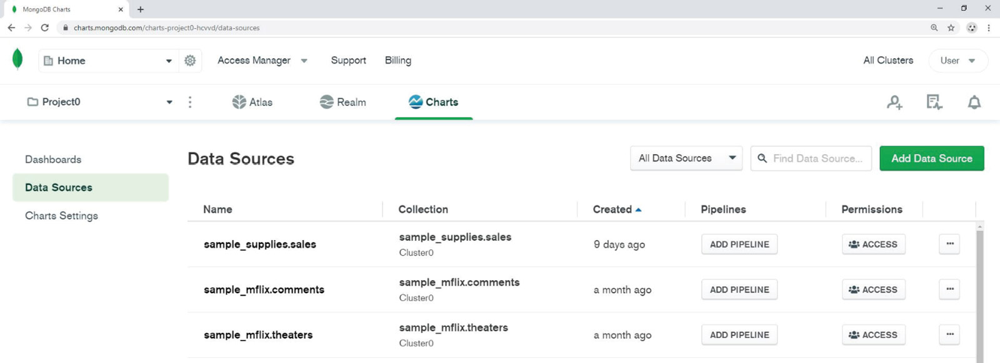 MongoDB Charts
charts.mongodb.com/charts-project0-hcvvd/data-sources
Home
Access Manager
Support
Billing
All Clusters
User
Project0
Atlas
Realm
Charts
Dashboards
Data Sources
Charts Settings
Data Sources
All Data Sources
Find Data Source...
Add Data Source
Name
Collection
Created
Pipelines
Permissions
sample_supplies.sales
sample_supplies.sales
Cluster0
9 days ago
ADD PIPELINE
ACCESS
sample_mflix.comments
sample_mflix.comments
Cluster0
a month ago
ADD PIPELINE
ACCESS
sample_mflix.theaters
sample_mflix.theaters
Cluster0
a month ago
ADD PIPELINE
ACCESS